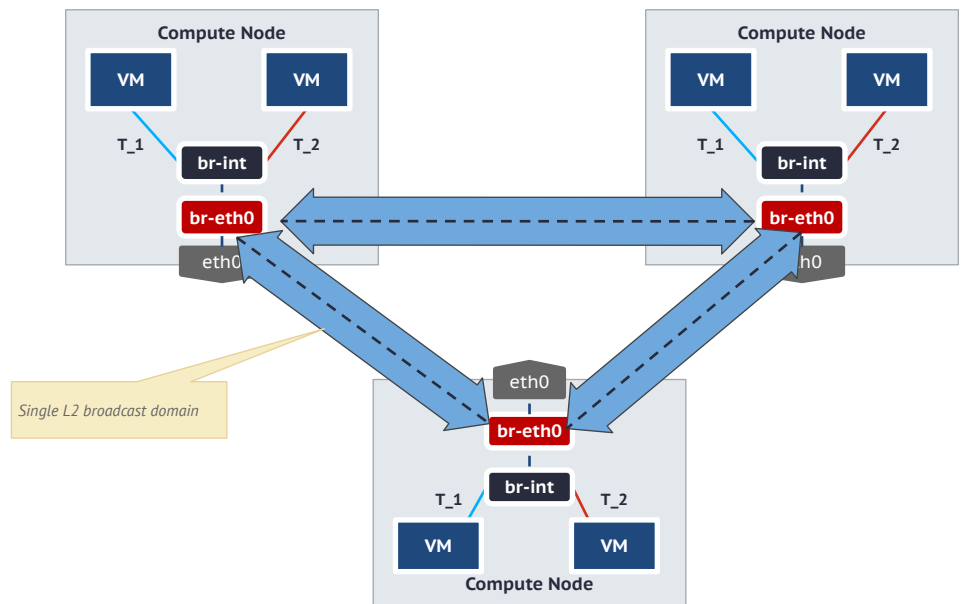 Compute Node
VM
VM
T_1
T_2
br-int
br-eth0
eth0
Compute Node
VM
VM
T_1
T_2
br-int
br-eth0
eth0
Single L2 broadcast domain
eth0
br-eth0
br-int
T_1
T_2
VM
VM
Compute Node